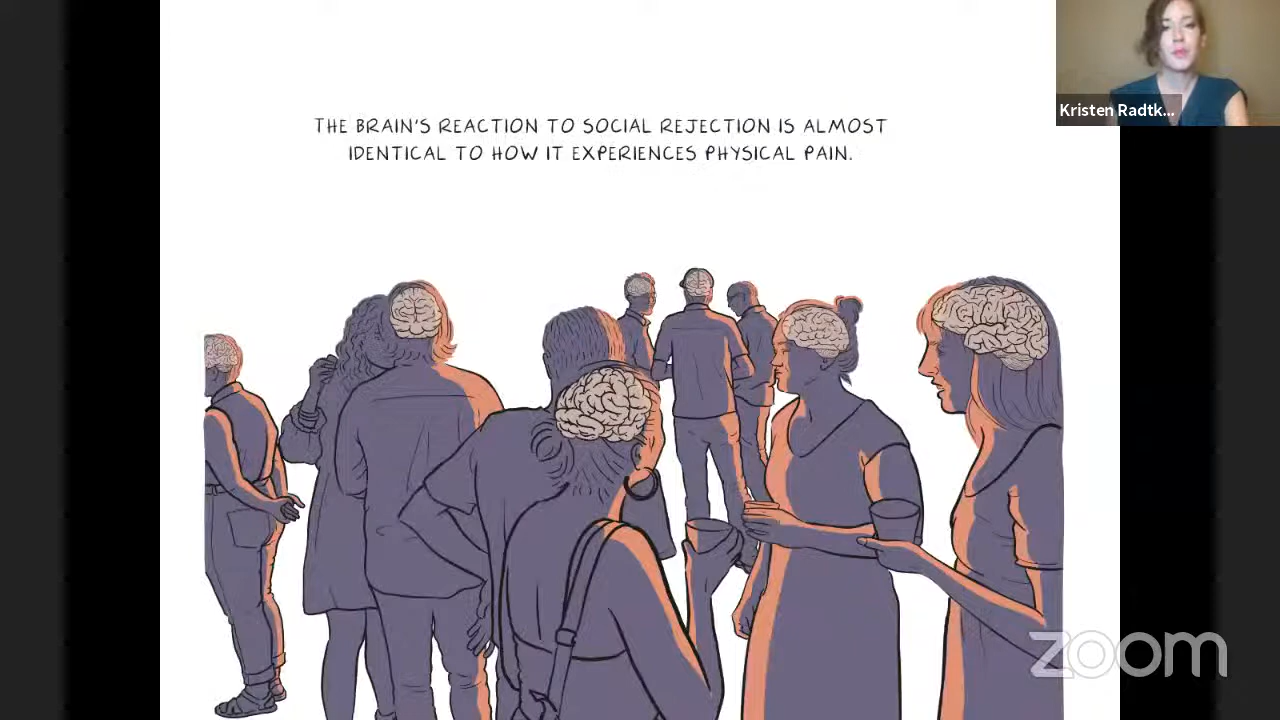 THE BRAIN'S REACTION TO SOCIAL REJECTION IS ALMOST
IDENTICAL TO HOW IT EXPERIENCES PHYSICAL PAIN.
Kristen Radtk...
zoom